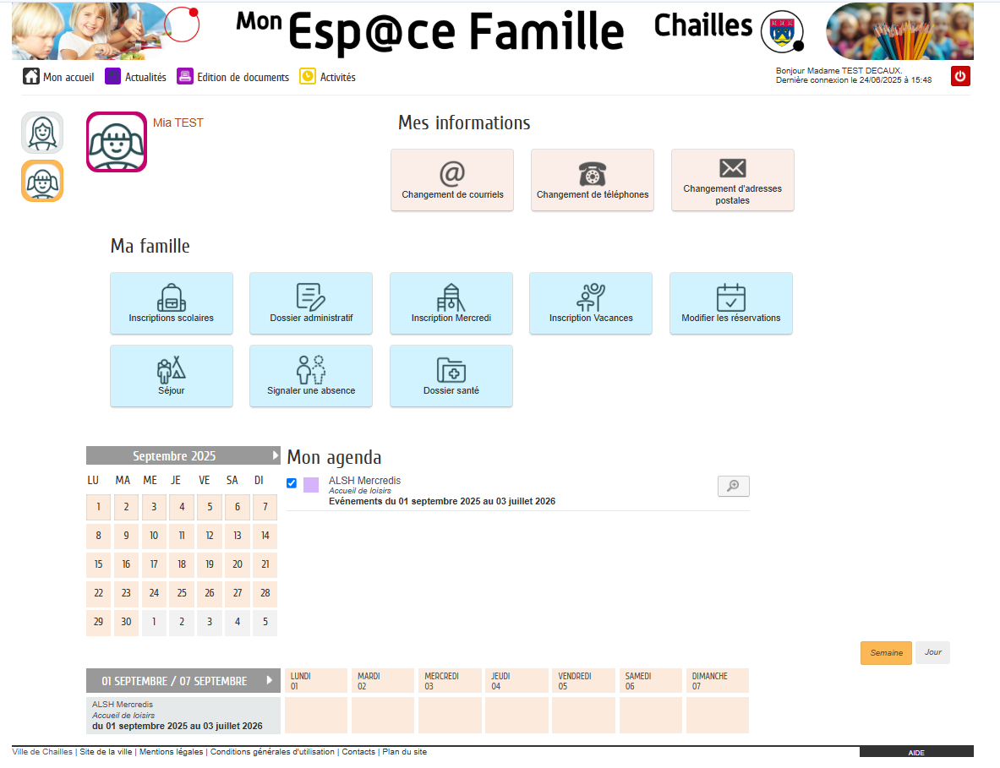 Mon Esp@ce Famille
Chailles
Mon accueil Actualités Edition de documents Activités
Bonjour Madame TEST DECAUX.
Dernière connexion le 24/06/2025 à 15:48
Mia TEST
Mes informations
Changement de courriels
Changement de téléphones
Changement d'adresses
postales
Ma famille
Inscriptions scolaires
Dossier administratif
Inscription Mercredi
Inscription Vacances
Modifier les réservations
Séjour
Signaler une absence
Dossier santé
Septembre 2025
LU MA ME JE VE SA DI
1 2 3 4 5 6 7
8 9 10 11 12 13 14
15 16 17 18 19 20 21
22 23 24 25 26 27 28
29 30 1 2 3 4 5
Mon agenda
ALSH Mercredis
Accueil de loisirs
Evénements du 01 septembre 2025 au 03 juillet 2026
Semaine Jour
01 SEPTEMBRE / 07 SEPTEMBRE
LUNDI MARDI MERCREDI JEUDI VENDREDI SAMEDI DIMANCHE
01 02 03 04 05 06 07
ALSH Mercredis
Accueil de loisirs
du 01 septembre 2025 au 03 juillet 2026
Ville de Chailles | Site de la ville | Mentions légales | Conditions générales d'utilisation | Contacts | Plan du site
AIDE